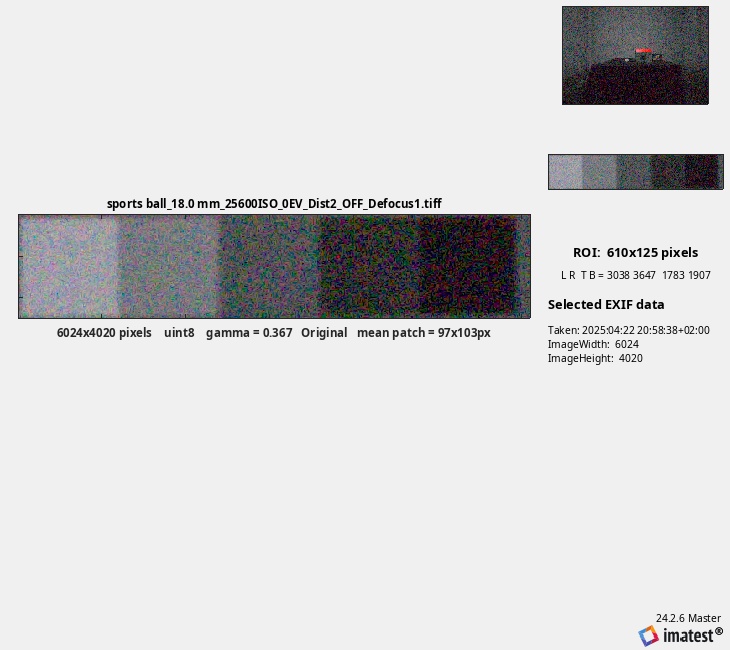 sports ball_18.0 mm_25600ISO_0EV_Dist2_OFF_Defocus1.tiff
6024x4020 pixels uint8 gamma = 0.367 Original mean patch = 97x103px
ROI: 610x125 pixels
L R T B = 3038 3647 1783 1907
Selected EXIF data
Taken: 2025:04:22 20:58:38+02:00
ImageWidth: 6024
ImageHeight: 4020
24.2.6 Master
imatest®